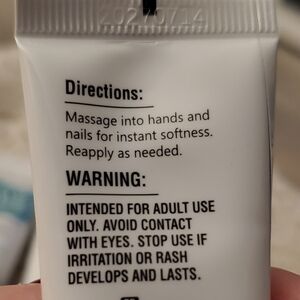 20270714
Directions:
Massage into hands and
nails for instant softness.
Reapply as needed.
WARNING:
INTENDED FOR ADULT USE
ONLY. AVOID CONTACT
WITH EYES. STOP USE IF
IRRITATION OR RASH
DEVELOPS AND LASTS.